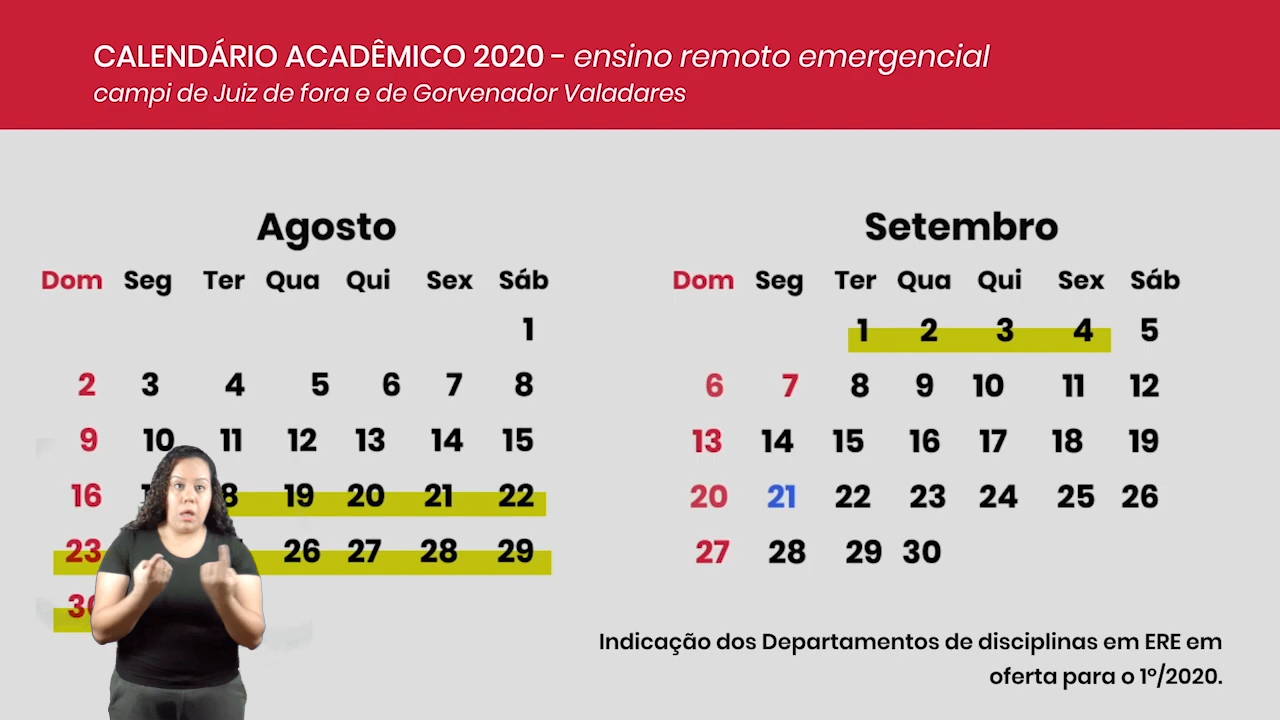 CALENDÁRIO ACADÊMICO 2020 - ensino remoto emergencial
campi de Juiz de fora e de Gorvenador Valadares
Agosto
Dom Seg Ter Qua Qui Sex Sáb
1
2 3 4 5 6 7 8
9 10 11 12 13 14 15
16 19 20 21 22
23 26 27 28 29
Setembro
Dom Seg Ter Qua Qui Sex Sáb
1 2 3 4 5
6 7 8 9 10 11 12
13 14 15 16 17 18 19
20 21 22 23 24 25 26
27 28 29 30
Indicação dos Departamentos de disciplinas em ERE em
oferta para o 1º/2020.